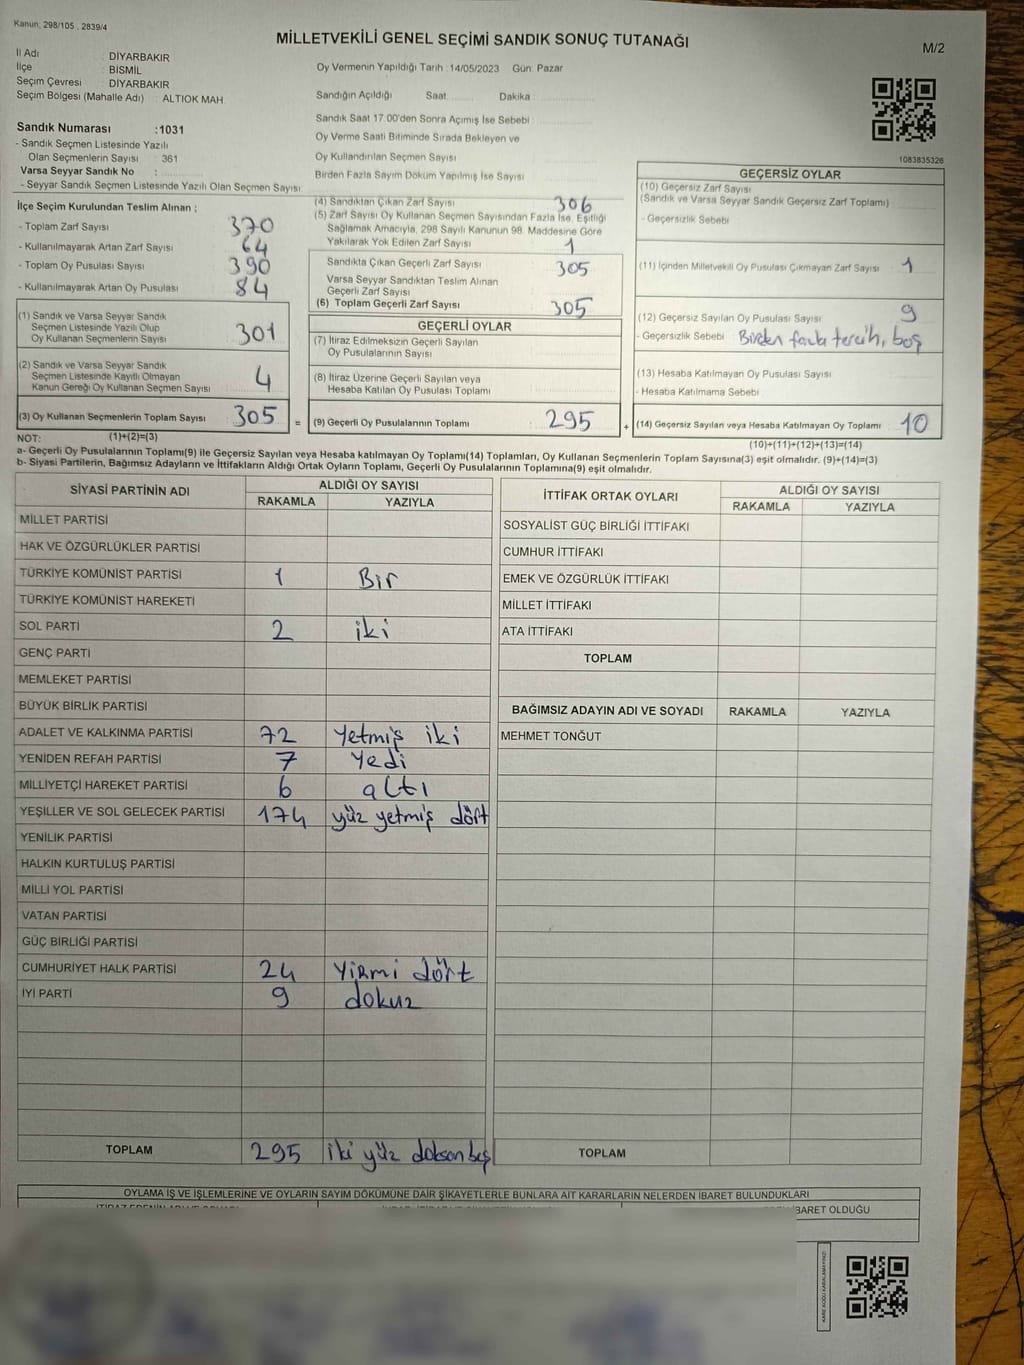 Kanun: 298/105 , 2839/4
MİLLETVEKİLİ GENEL SEÇİMİ SANDIK SONUÇ TUTANAĞI
M/2
İl Adı : DİYARBAKIR
İlçe : BİSMİL
Seçim Çevresi : DİYARBAKIR
Seçim Bölgesi (Mahalle Adı) : ALTIOK MAH.
Sandık Numarası :1031
- Sandık Seçmen Listesinde Yazılı
Olan Seçmenlerin Sayısı : 361
Varsa Seyyar Sandık No :
- Seyyar Sandık Seçmen Listesinde Yazılı Olan Seçmen Sayısı
Oy Vermenin Yapıldığı Tarih :14/05/2023 Gün: Pazar
Sandığın Açıldığı Saat Dakika
Sandık Saat 17.00'den Sonra Açımış İse Sebebi
Oy Verme Saati Bitiminde Sırada Bekleyen ve
Oy Kullandırılan Seçmen Sayısı
Birden Fazla Sayım Döküm Yapılmış İse Sayısı
1083835326
İlçe Seçim Kurulundan Teslim Alınan ;
- Toplam Zarf Sayısı 370
- Kullanılmayarak Artan Zarf Sayısı 64
- Toplam Oy Pusulası Sayısı 390
- Kullanılmayarak Artan Oy Pusulası 84
(1) Sandık ve Varsa Seyyar Sandık
Seçmen Listesinde Yazılı Olup
Oy Kullanan Seçmenlerin Sayısı 301
(2) Sandık ve Varsa Seyyar Sandık
Seçmen Listesinde Kayıtlı Olmayan
Kanun Gereği Oy Kullanan Seçmen Sayısı 4
(3) Oy Kullanan Seçmenlerin Toplam Sayısı 305 =
(4) Sandıktan Çıkan Zarf Sayısı 306
(5) Zarf Sayısı Oy Kullanan Seçmen Sayısından Fazla İse, Eşitliği
Sağlamak Amacıyla, 298 Sayılı Kanunun 98. Maddesine Göre
Yakılarak Yok Edilen Zarf Sayısı 1
Sandıkta Çıkan Geçerli Zarf Sayısı 305
Varsa Seyyar Sandıktan Teslim Alınan
Geçerli Zarf Sayısı
(6) Toplam Geçerli Zarf Sayısı 305
GEÇERLİ OYLAR
(7) İtiraz Edilmeksizin Geçerli Sayılan
Oy Pusulalarının Sayısı
(8) İtiraz Üzerine Geçerli Sayılan veya
Hesaba Katılan Oy Pusulası Toplamı
(9) Geçerli Oy Pusulalarının Toplamı 295 +
GEÇERSİZ OYLAR
(10) Geçersiz Zarf Sayısı
(Sandık ve Varsa Seyyar Sandık Geçersiz Zarf Toplamı)
- Geçersizlik Sebebi
(11) İçinden Milletvekili Oy Pusulası Çıkmayan Zarf Sayısı 1
(12) Geçersiz Sayılan Oy Pusulası Sayısı 9
- Geçersizlik Sebebi Birden fazla tercih, boş
(13) Hesaba Katılmayan Oy Pusulası Sayısı
- Hesaba Katılmama Sebebi
(14) Geçersiz Sayılan veya Hesaba Katılmayan Oy Toplamı 10
NOT: (1)+(2)=(3) (10)+(11)+(12)+(13)=(14)
a- Geçerli Oy Pusulalarının Toplamı(9) ile Geçersiz Sayılan veya Hesaba katılmayan Oy Toplamı(14) Toplamları, Oy Kullanan Seçmenlerin Toplam Sayısına(3) eşit olmalıdır. (9)+(14)=(3)
b- Siyasi Partilerin, Bağımsız Adayların ve İttifakların Aldığı Ortak Oyların Toplamı, Geçerli Oy Pusulalarının Toplamına(9) eşit olmalıdır.
SİYASİ PARTİNİN ADI ALDIĞI OY SAYISI
RAKAMLA YAZIYLA
MİLLET PARTİSİ
HAK VE ÖZGÜRLÜKLER PARTİSİ
TÜRKİYE KOMÜNİST PARTİSİ 1 Bir
TÜRKİYE KOMÜNİST HAREKETİ
SOL PARTİ 2 iki
GENÇ PARTİ
MEMLEKET PARTİSİ
BÜYÜK BİRLİK PARTİSİ
ADALET VE KALKINMA PARTİSİ 72 Yetmiş iki
YENİDEN REFAH PARTİSİ 7 Yedi
MİLLİYETÇİ HAREKET PARTİSİ 6 altı
YEŞİLLER VE SOL GELECEK PARTİSİ 174 yüz yetmiş dört
YENİLİK PARTİSİ
HALKIN KURTULUŞ PARTİSİ
MİLLİ YOL PARTİSİ
VATAN PARTİSİ
GÜÇ BİRLİĞİ PARTİSİ
CUMHURİYET HALK PARTİSİ 24 Yirmi dört
İYİ PARTİ 9 dokuz
TOPLAM 295 iki yüz doksan beş
İTTİFAK ORTAK OYLARI ALDIĞI OY SAYISI
RAKAMLA YAZIYLA
SOSYALİST GÜÇ BİRLİĞİ İTTİFAKI
CUMHUR İTTİFAKI
EMEK VE ÖZGÜRLÜK İTTİFAKI
MİLLET İTTİFAKI
ATA İTTİFAKI
TOPLAM
BAĞIMSIZ ADAYIN ADI VE SOYADI RAKAMLA YAZIYLA
MEHMET TONĞUT
TOPLAM
OYLAMA İŞ VE İŞLEMLERİNE VE OYLARIN SAYIM DÖKÜMÜNE DAİR ŞİKAYETLERLE BUNLARA AİT KARARLARIN NELERDEN İBARET BULUNDUKLARI
İBARET OLDUĞU
KARE KODU KARALAMAYINIZ!